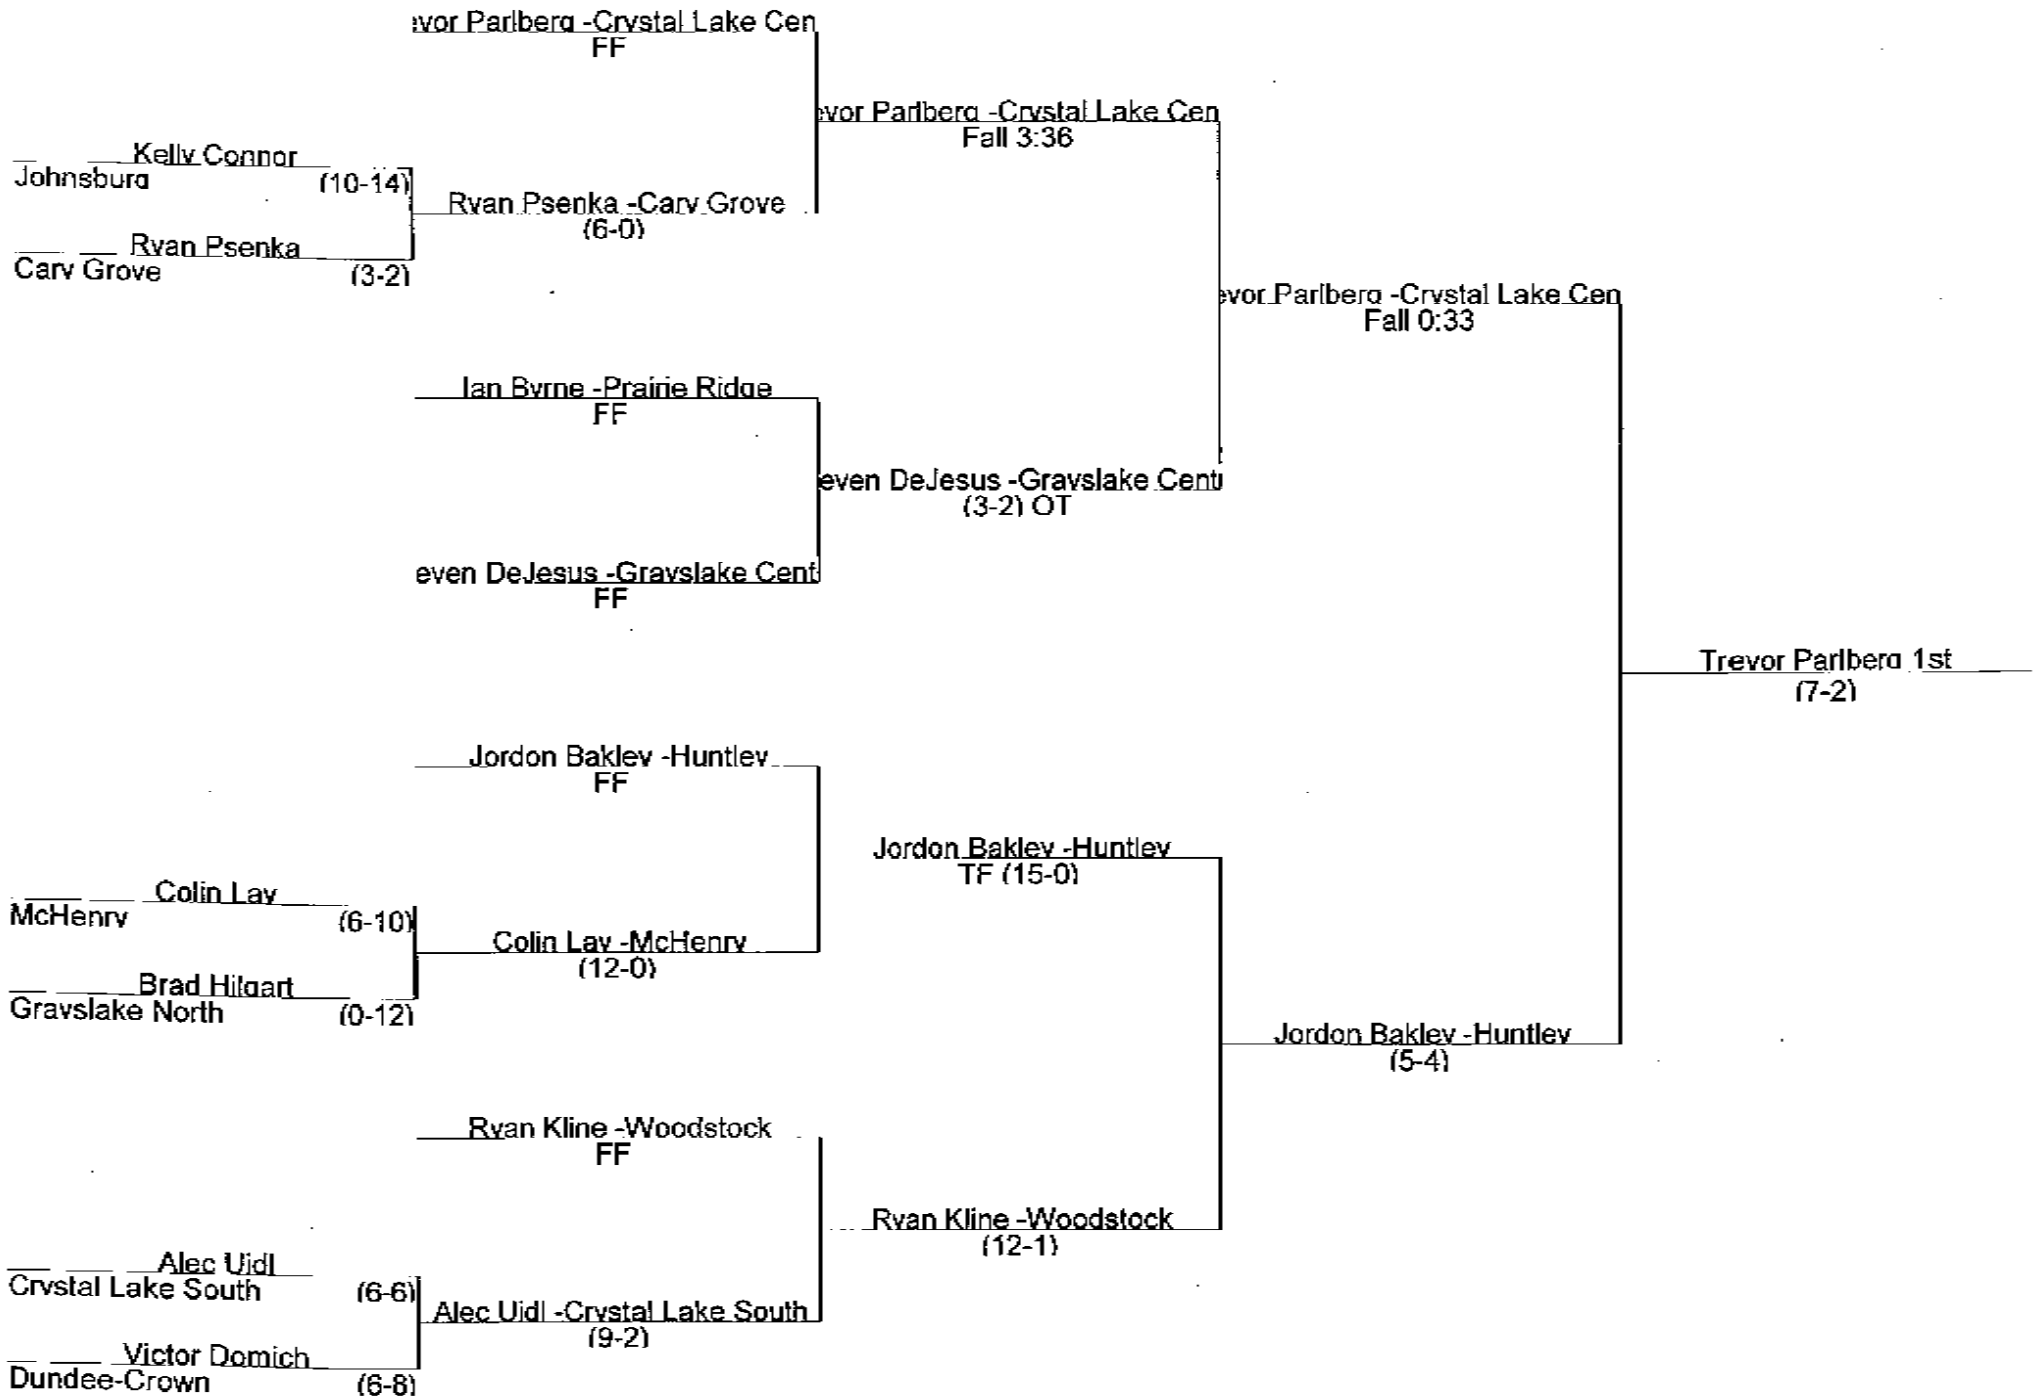 evor Parlberg -Crystal Lake Cen
FF
evor Parlberg -Crystal Lake Cen
Fall 3:36
Kelly Connor
Johnsburg (10-14)
Ryan Psenka -Cary Grove
(6-0)
Ryan Psenka
Cary Grove (3-2)
evor Parlberg -Crystal Lake Cen
Fall 0:33
Ian Byrne -Prairie Ridge
FF
even DeJesus -Grayslake Cent
(3-2) OT
even DeJesus -Grayslake Cent
FF
Trevor Parlberg 1st
(7-2)
Jordon Bakley -Huntley
FF
Jordon Bakley -Huntley
TF (15-0)
Colin Lay
McHenry (6-10)
Colin Lay -McHenry
(12-0)
Brad Hilgart
Grayslake North (0-12)
Jordon Bakley -Huntley
(5-4)
Ryan Kline -Woodstock
FF
Ryan Kline -Woodstock
(12-1)
Alec Uidl
Crystal Lake South (6-6)
Alec Uidl -Crystal Lake South
(9-2)
Victor Domich
Dundee-Crown (6-8)